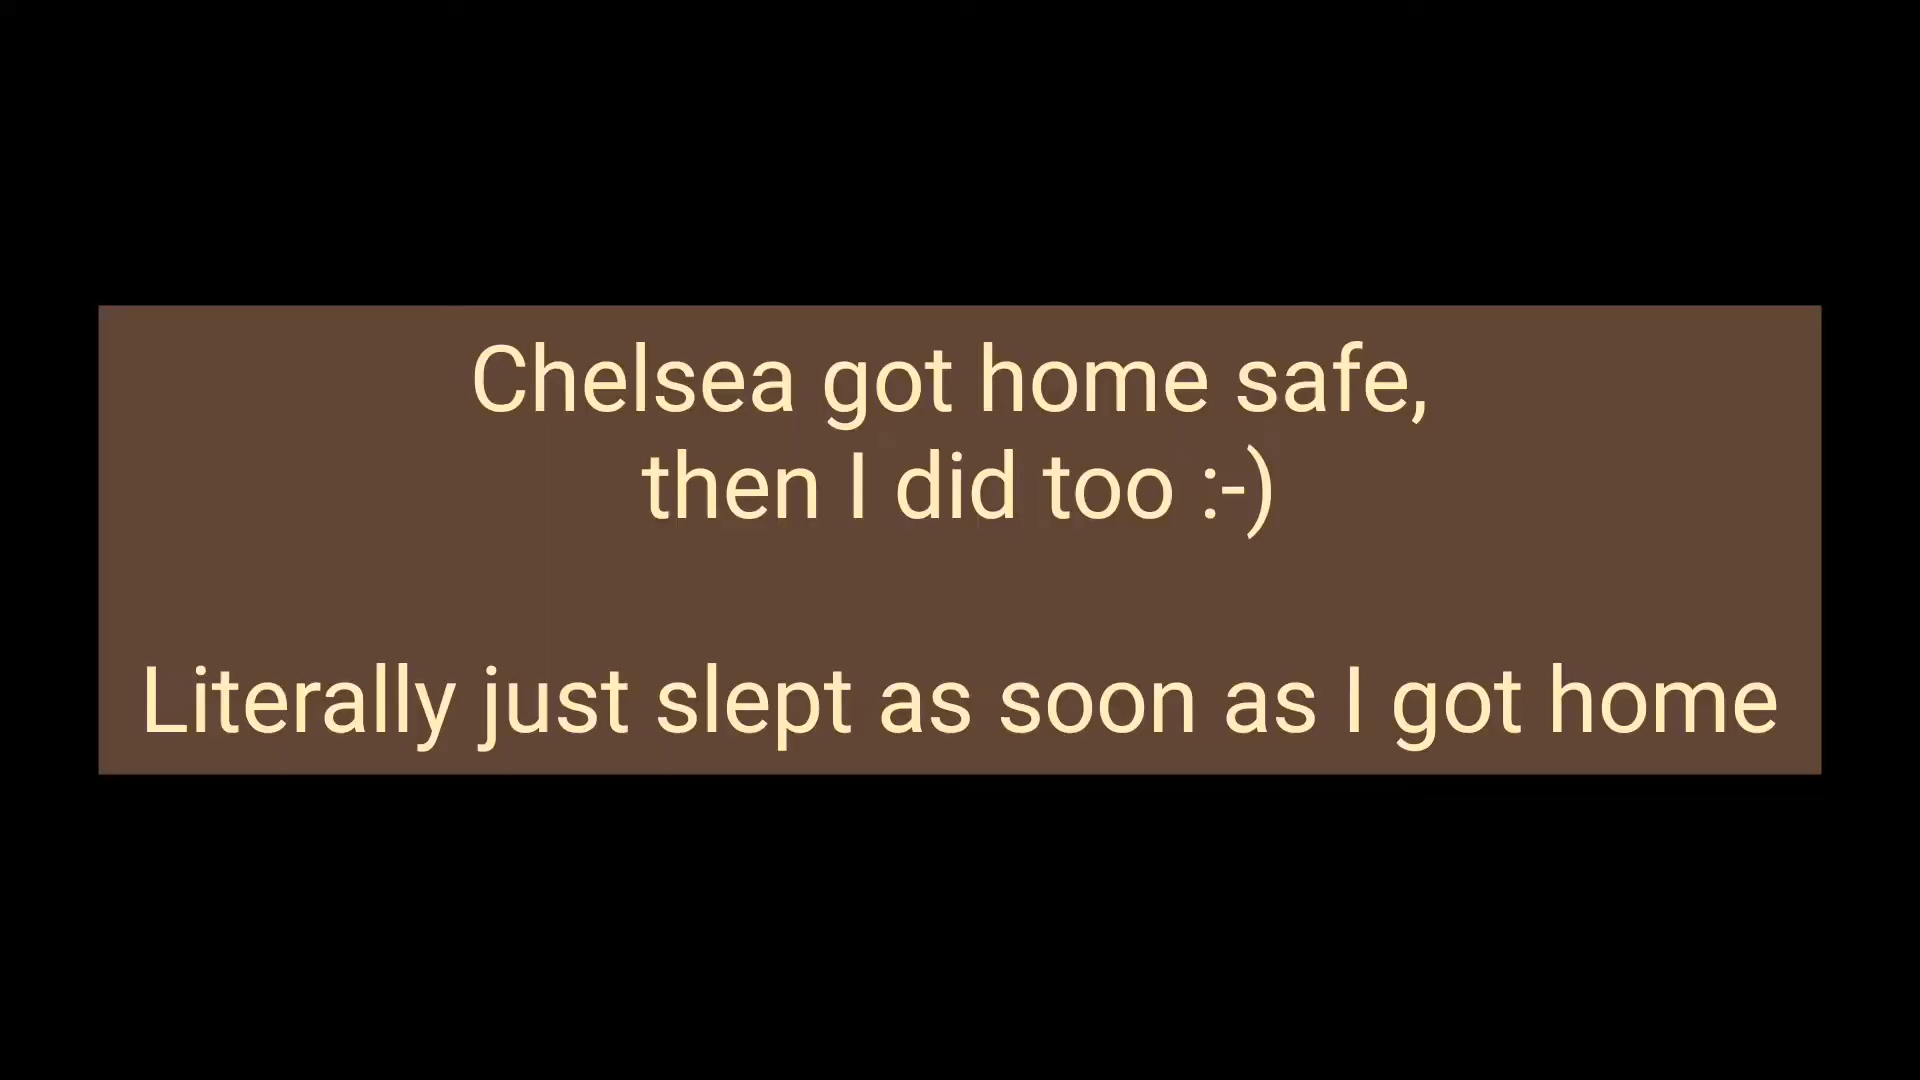 Chelsea got home safe,
then I did too :-)
Literally just slept as soon as I got home